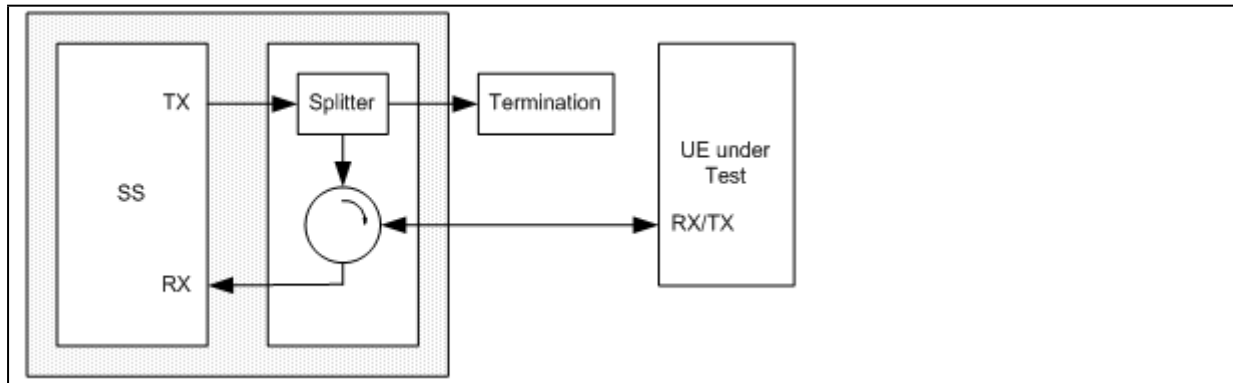 TX
Splitter
Termination
UE under
Test
SS
RX/TX
RX